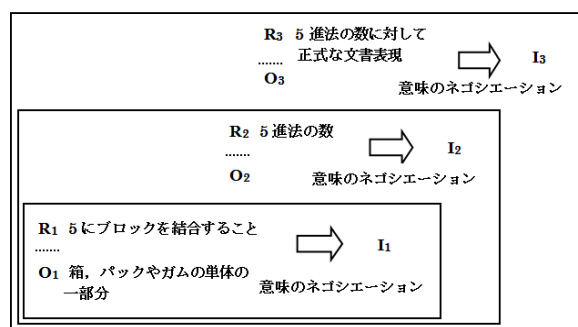 R3 5進法の数に対して
正式な文書表現
.......
O3
I3
意味のネゴシエーション
R2 5進法の数
.......
O2
I2
意味のネゴシエーション
R1 5にブロックを結合すること
.......
O1 箱，パックやガムの単体の
一部分
I1
意味のネゴシエーション